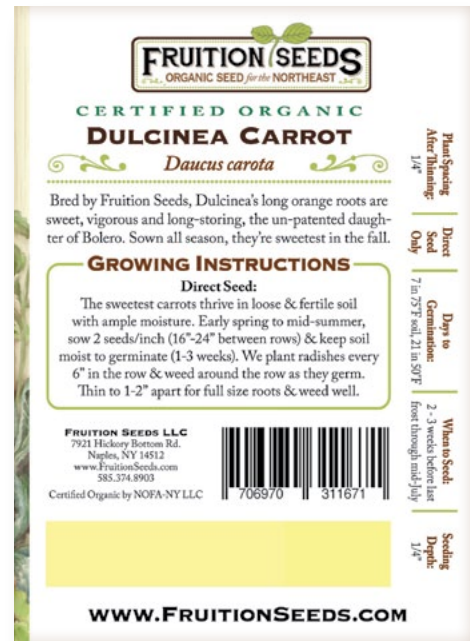 FRUITION SEEDS
ORGANIC SEED for the NORTHEAST
CERTIFIED ORGANIC
DULCINEA CARROT
Daucus carota
Bred by Fruition Seeds, Dulcinea's long orange roots are
sweet, vigorous and long-storing, the un-patented daugh-
ter of Bolero. Sown all season, they're sweetest in the fall.
GROWING INSTRUCTIONS
Direct Seed:
The sweetest carrots thrive in loose & fertile soil
with ample moisture. Early spring to mid-summer,
sow 2 seeds/inch (16"-24" between rows) & keep soil
moist to germinate (1-3 weeks). We plant radishes every
6" in the row & weed around the row as they germ.
Thin to 1-2" apart for full size roots & weed well.
FRUITION SEEDS LLC
7921 Hickory Bottom Rd.
Naples, NY 14512
www.FruitionSeeds.com
585.374.8903
Certified Organic by NOFA-NY LLC
706970 311671
WWW.FRUITIONSEEDS.COM
Plant Spacing
After Thinning:
1/4"
Direct
Seed
Only
Days to
Germination:
7 in 75°F soil, 21 in 50°F
When to Seed:
2 - 3 weeks before last
frost through mid-July
Seeding
Depth:
1/4"